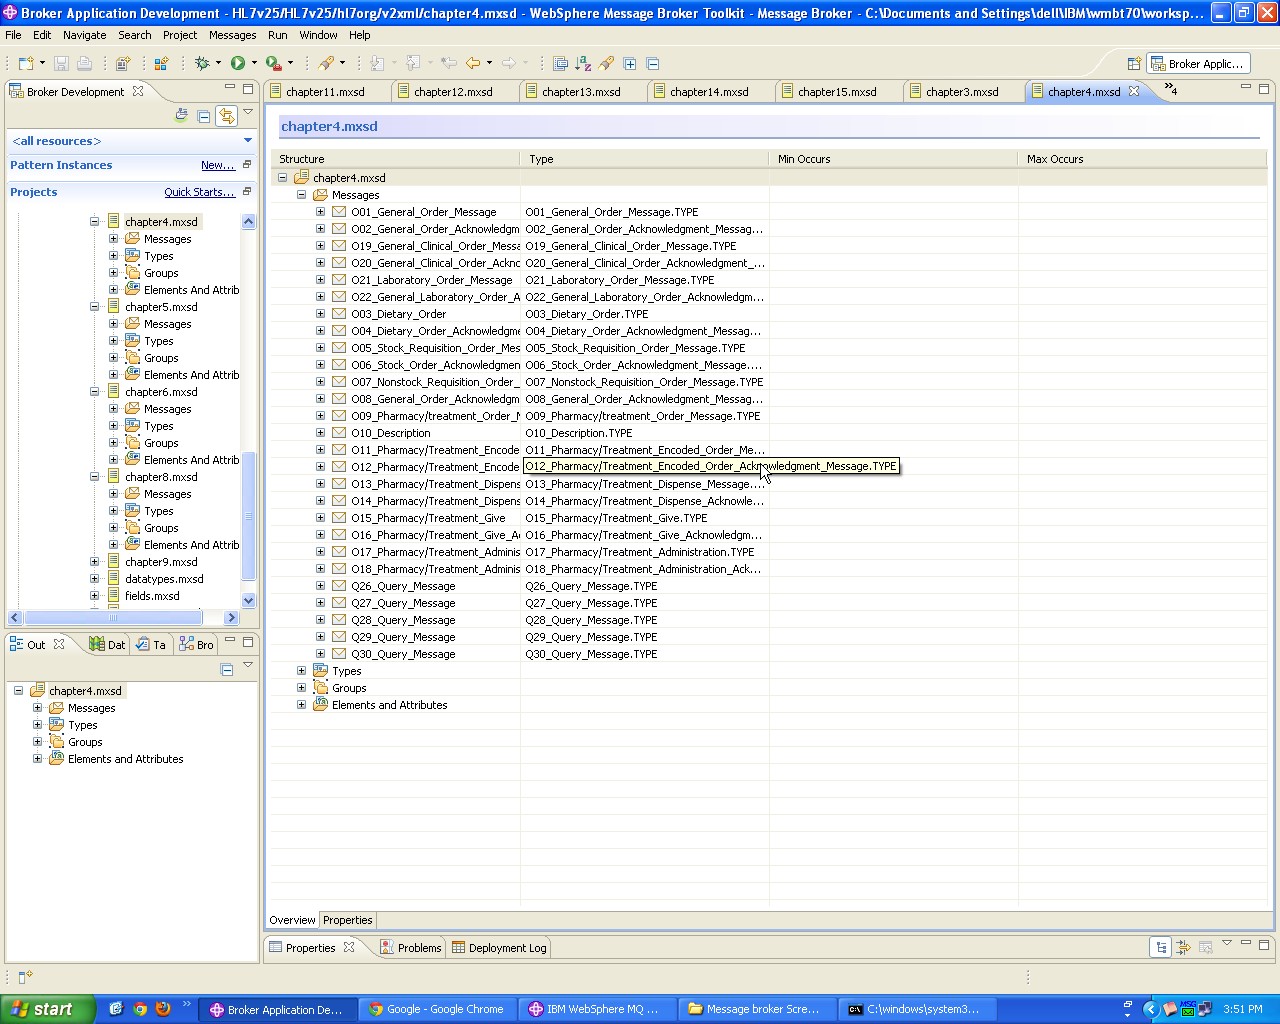 Broker Application Development - HL7v25/HL7v25/hl7org/v2xml/chapter4.mxsd - WebSphere Message Broker Toolkit - Message Broker - C:\Documents and Settings\dell\IBM\wmbt70\worksp...
File Edit Navigate Search Project Messages Run Window Help
Broker Applic...
Broker Development
<all resources>
Pattern Instances New...
Projects Quick Starts...
chapter4.mxsd
Messages
Types
Groups
Elements And Attrib
chapter5.mxsd
Messages
Types
Groups
Elements And Attrib
chapter6.mxsd
Messages
Types
Groups
Elements And Attrib
chapter8.mxsd
Messages
Types
Groups
Elements And Attrib
chapter9.mxsd
datatypes.mxsd
fields.mxsd
Out Dat Ta Bro
chapter4.mxsd
Messages
Types
Groups
Elements and Attributes
chapter11.mxsd chapter12.mxsd chapter13.mxsd chapter14.mxsd chapter15.mxsd chapter3.mxsd chapter4.mxsd »4
chapter4.mxsd
Structure Type Min Occurs Max Occurs
chapter4.mxsd
Messages
O01_General_Order_Message O01_General_Order_Message.TYPE
O02_General_Order_Acknowledgm O02_General_Order_Acknowledgment_Messag...
O19_General_Clinical_Order_Messa O19_General_Clinical_Order_Message.TYPE
O20_General_Clinical_Order_Ackno O20_General_Clinical_Order_Acknowledgment_...
O21_Laboratory_Order_Message O21_Laboratory_Order_Message.TYPE
O22_General_Laboratory_Order_A O22_General_Laboratory_Order_Acknowledgm...
O03_Dietary_Order O03_Dietary_Order.TYPE
O04_Dietary_Order_Acknowledgme O04_Dietary_Order_Acknowledgment_Messag...
O05_Stock_Requisition_Order_Mes O05_Stock_Requisition_Order_Message.TYPE
O06_Stock_Order_Acknowledgmen O06_Stock_Order_Acknowledgment_Message....
O07_Nonstock_Requisition_Order_ O07_Nonstock_Requisition_Order_Message.TYPE
O08_General_Order_Acknowledgm O08_General_Order_Acknowledgment_Messag...
O09_Pharmacy/treatment_Order_M O09_Pharmacy/treatment_Order_Message.TYPE
O10_Description O10_Description.TYPE
O11_Pharmacy/Treatment_Encode O11_Pharmacy/Treatment_Encoded_Order_Me...
O12_Pharmacy/Treatment_Encode O12_Pharmacy/Treatment_Encoded_Order_Acknowledgment_Message.TYPE
O13_Pharmacy/Treatment_Dispens O13_Pharmacy/Treatment_Dispense_Message....
O14_Pharmacy/Treatment_Dispens O14_Pharmacy/Treatment_Dispense_Acknowle...
O15_Pharmacy/Treatment_Give O15_Pharmacy/Treatment_Give.TYPE
O16_Pharmacy/Treatment_Give_Ac O16_Pharmacy/Treatment_Give_Acknowledgm...
O17_Pharmacy/Treatment_Adminis O17_Pharmacy/Treatment_Administration.TYPE
O18_Pharmacy/Treatment_Adminis O18_Pharmacy/Treatment_Administration_Ack...
Q26_Query_Message Q26_Query_Message.TYPE
Q27_Query_Message Q27_Query_Message.TYPE
Q28_Query_Message Q28_Query_Message.TYPE
Q29_Query_Message Q29_Query_Message.TYPE
Q30_Query_Message Q30_Query_Message.TYPE
Types
Groups
Elements and Attributes
Overview Properties
Properties Problems Deployment Log
start Broker Application De... Google - Google Chrome IBM WebSphere MQ ... Message broker Scre... C:\windows\system3... MSG 3:51 PM